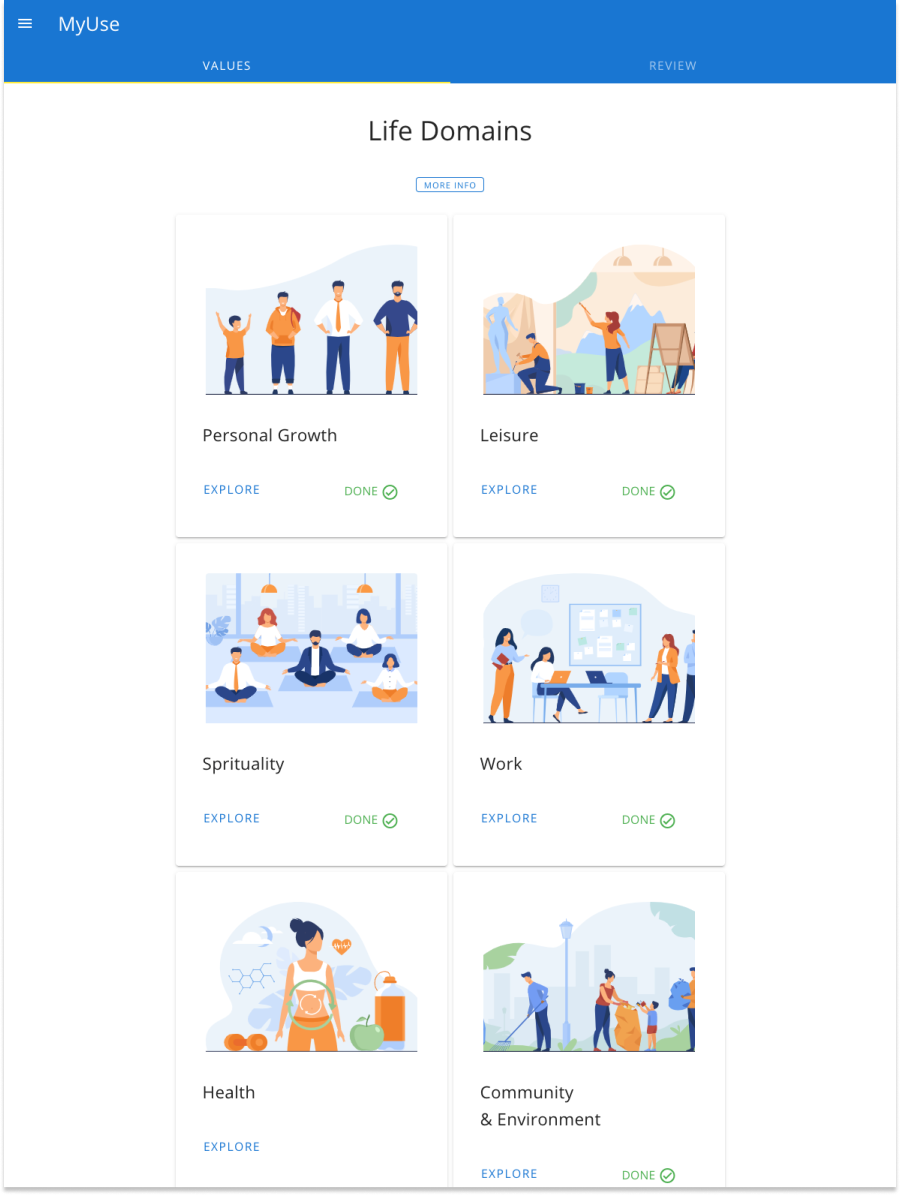 MyUse
VALUES
REVIEW
Life Domains
MORE INFO
Personal Growth
EXPLORE
DONE
Leisure
EXPLORE
DONE
Sprituality
EXPLORE
DONE
Work
EXPLORE
DONE
Health
EXPLORE
Community
& Environment
EXPLORE
DONE